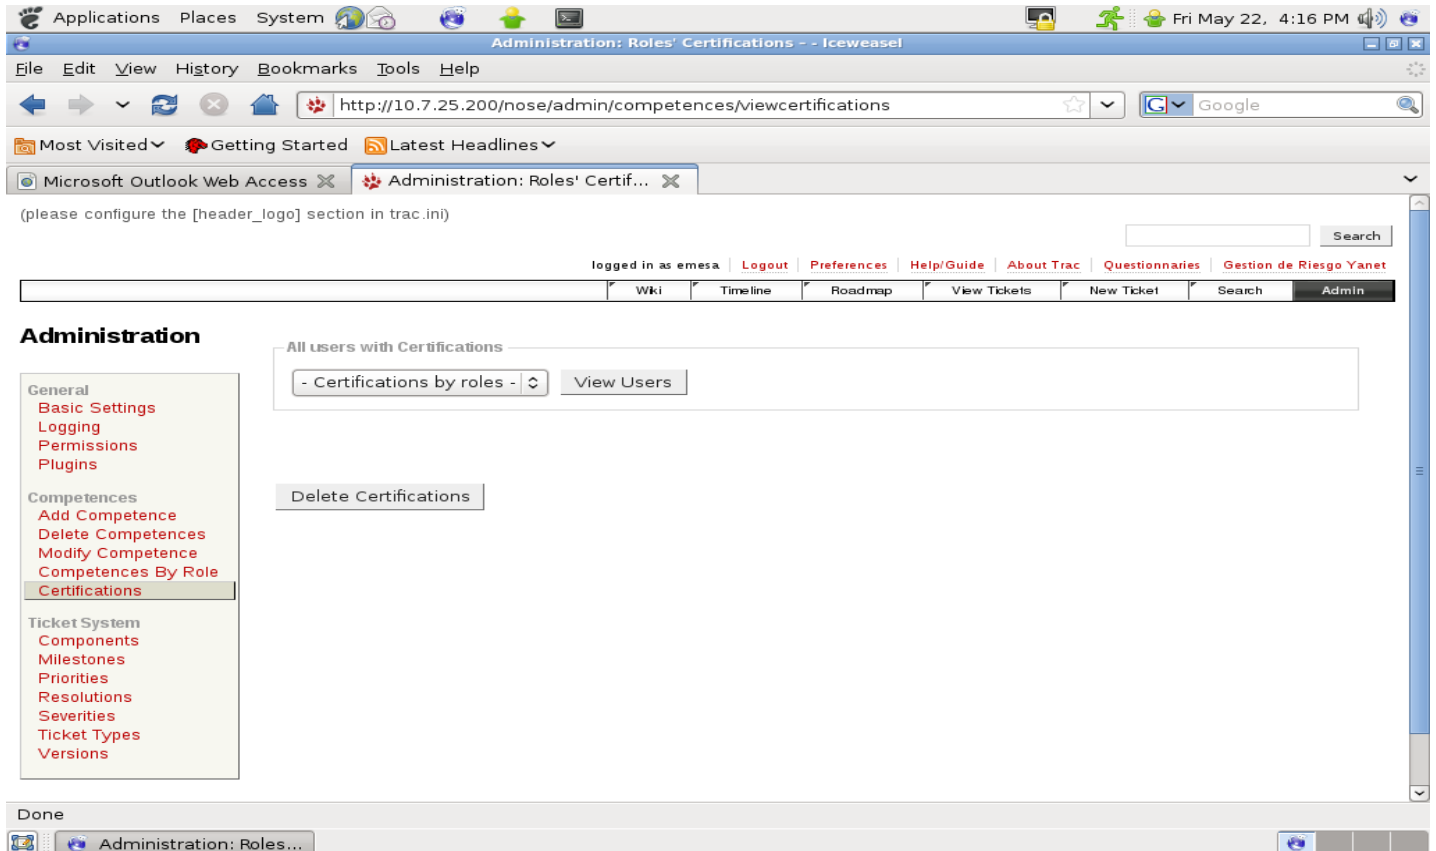 Applications Places System Fri May 22, 4:16 PM
Administration: Roles' Certifications - - Iceweasel
File Edit View History Bookmarks Tools Help
http://10.7.25.200/nose/admin/competences/viewcertifications G Google
Most Visited Getting Started Latest Headlines
Microsoft Outlook Web Access Administration: Roles' Certif...
(please configure the [header_logo] section in trac.ini)
Search
logged in as emesa Logout Preferences Help/Guide About Trac Questionnaries Gestion de Riesgo Yanet
Wiki Timeline Roadmap View Tickets New Ticket Search Admin
Administration
All users with Certifications
- Certifications by roles - View Users
Delete Certifications
General
Basic Settings
Logging
Permissions
Plugins
Competences
Add Competence
Delete Competences
Modify Competence
Competences By Role
Certifications
Ticket System
Components
Milestones
Priorities
Resolutions
Severities
Ticket Types
Versions
Done
Administration: Roles...